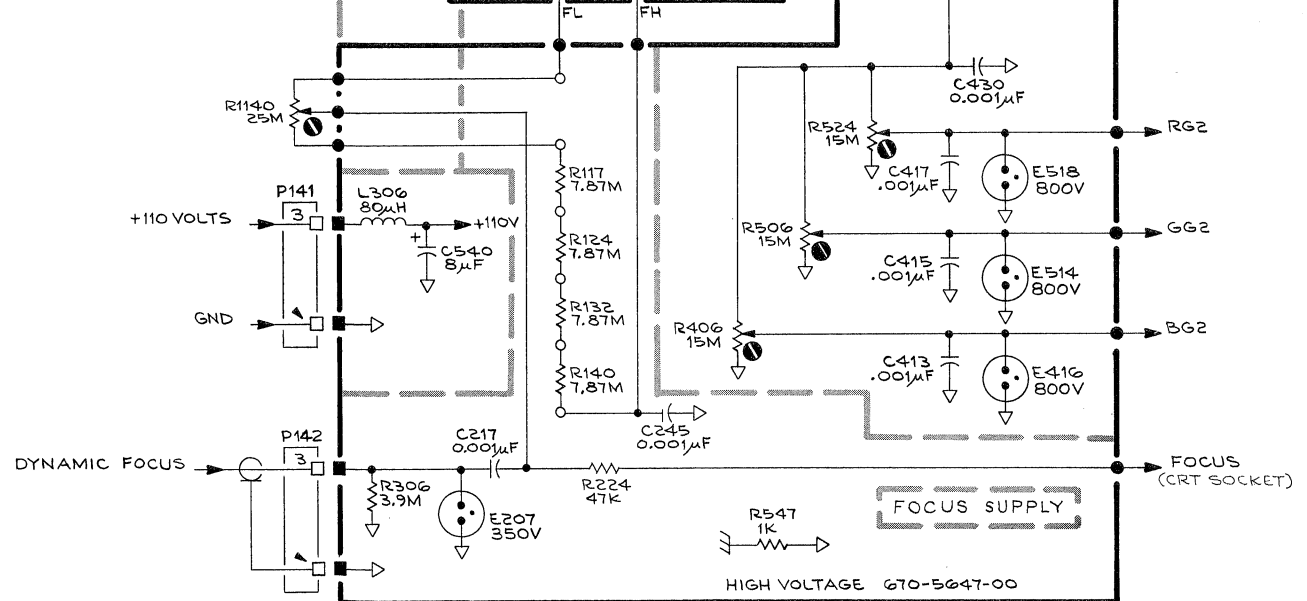 FL
FH
R1140
25M
C430
0.001µF
R524
15M
RG2
C417
.001µF
E518
800V
R117
7.87M
P141
3
L306
80µH
+110 VOLTS
+110V
+
C540
8µF
R124
7.87M
R506
15M
GG2
C415
.001µF
E514
800V
GND
R132
7.87M
R406
15M
BG2
C413
.001µF
E416
800V
R140
7.87M
C245
0.001µF
P142
3
C217
0.001µF
DYNAMIC FOCUS
R306
3.9M
R224
47K
FOCUS
(CRT SOCKET)
E207
350V
FOCUS SUPPLY
R547
1K
HIGH VOLTAGE 670-5647-00